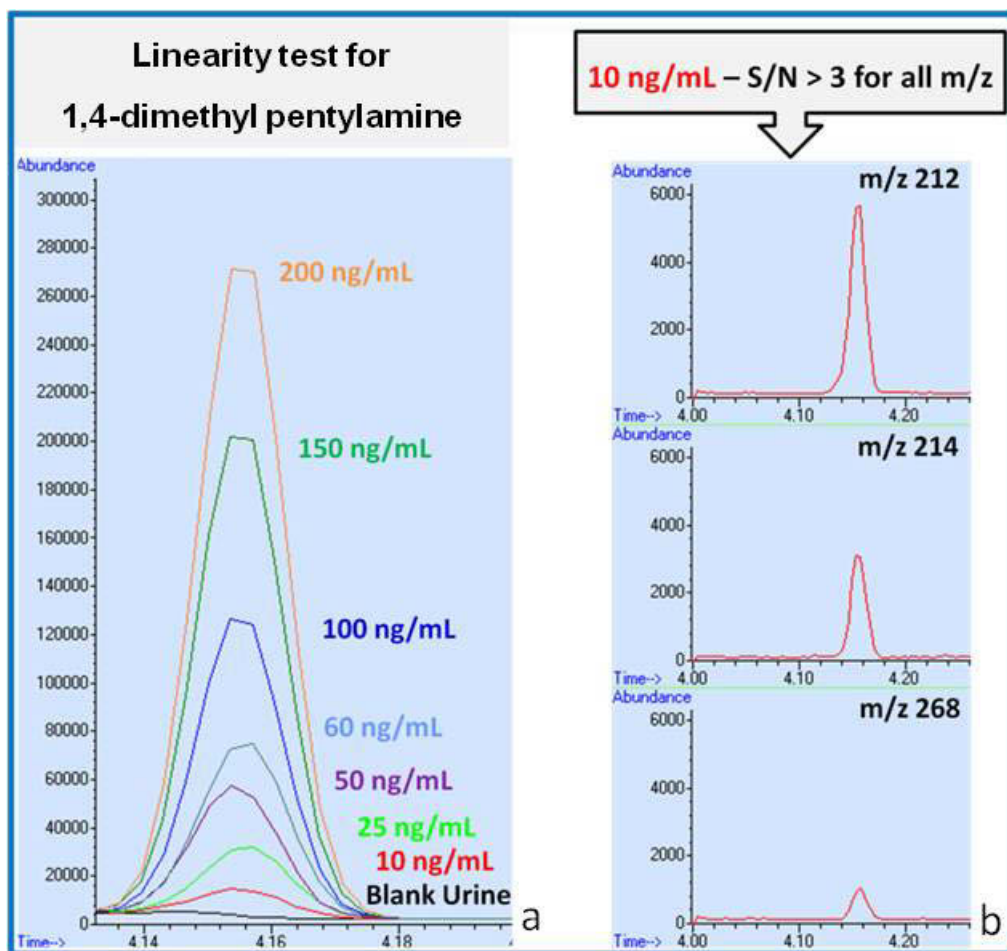 Linearity test for
1,4-dimethyl pentylamine
Abundance
300000
280000
260000
240000
220000
200000
180000
160000
140000
120000
100000
80000
60000
40000
20000
0
200 ng/mL
150 ng/mL
100 ng/mL
60 ng/mL
50 ng/mL
25 ng/mL
10 ng/mL
Blank Urine
Time-->
4.14
4.16
4.18
a
10 ng/mL – S/N > 3 for all m/z
Abundance
m/z 212
6000
4000
2000
0
Time-->
4.00
4.10
4.20
Abundance
m/z 214
6000
4000
2000
0
Time-->
4.00
4.10
4.20
Abundance
m/z 268
6000
4000
2000
0
Time-->
4.00
4.10
4.20
b